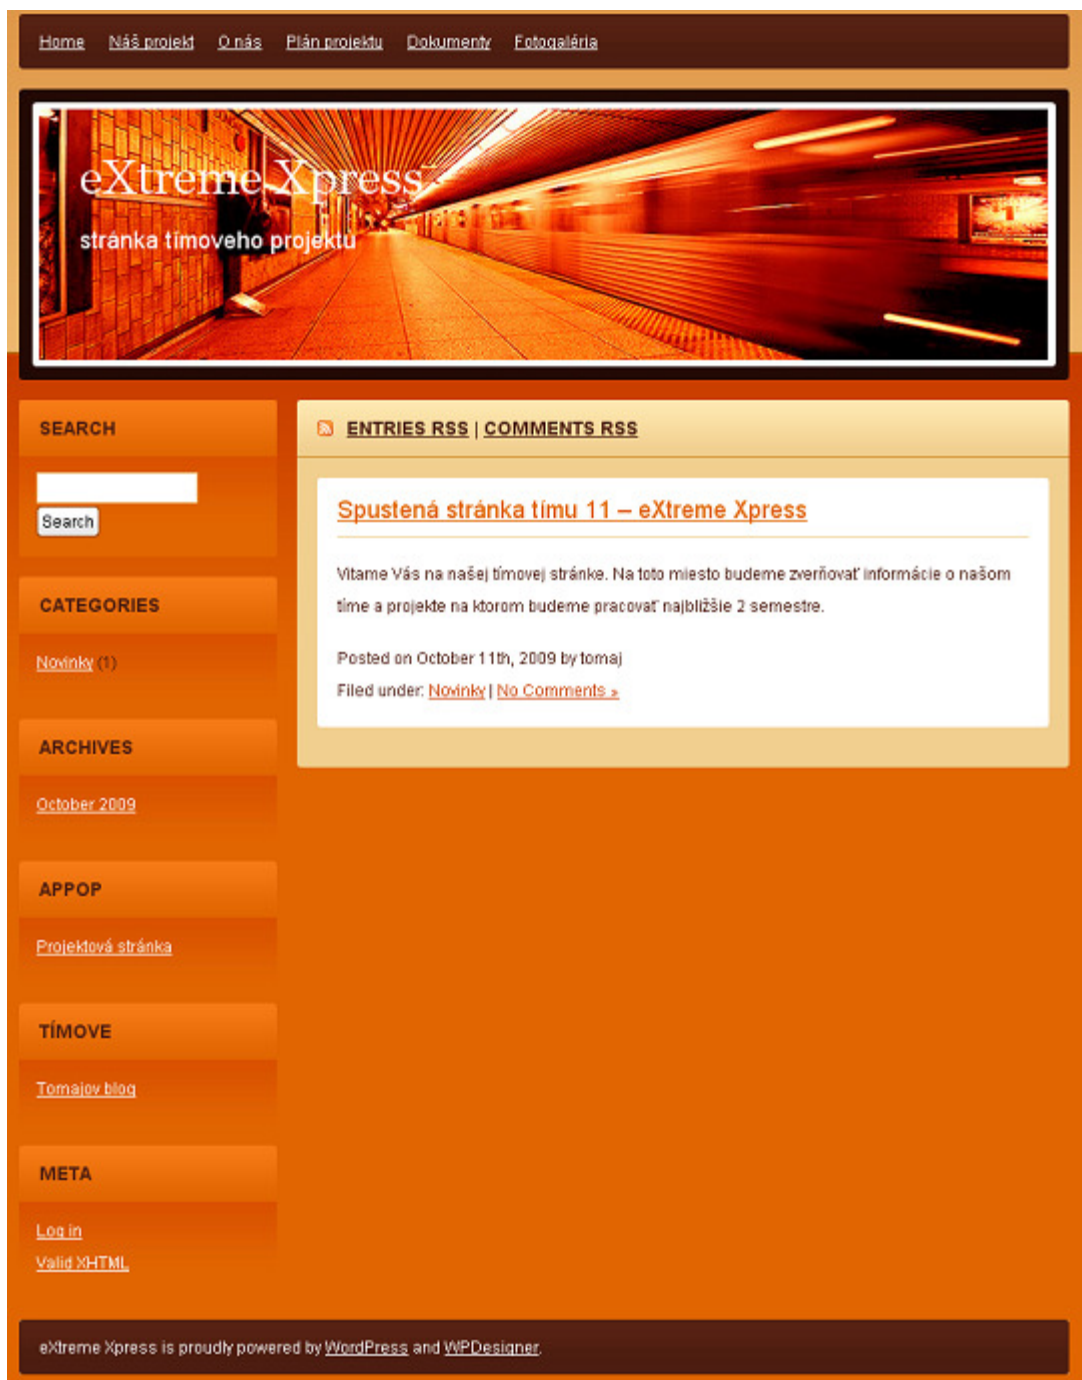 Home Náš projekt O nás Plán projektu Dokumenty Fotogaléria
eXtreme Xpress
stránka tímoveho projektu
SEARCH
Search
CATEGORIES
Novinky (1)
ARCHIVES
October 2009
APPOP
Projektová stránka
TÍMOVE
Tomajov blog
META
Log in
Valid XHTML
ENTRIES RSS | COMMENTS RSS
Spustená stránka tímu 11 – eXtreme Xpress
Vitame Vás na našej tímovej stránke. Na toto miesto budeme zverňovať informácie o našom
tíme a projekte na ktorom budeme pracovať najbližšie 2 semestre.
Posted on October 11th, 2009 by tomaj
Filed under: Novinky | No Comments »
eXtreme Xpress is proudly powered by WordPress and WPDesigner.